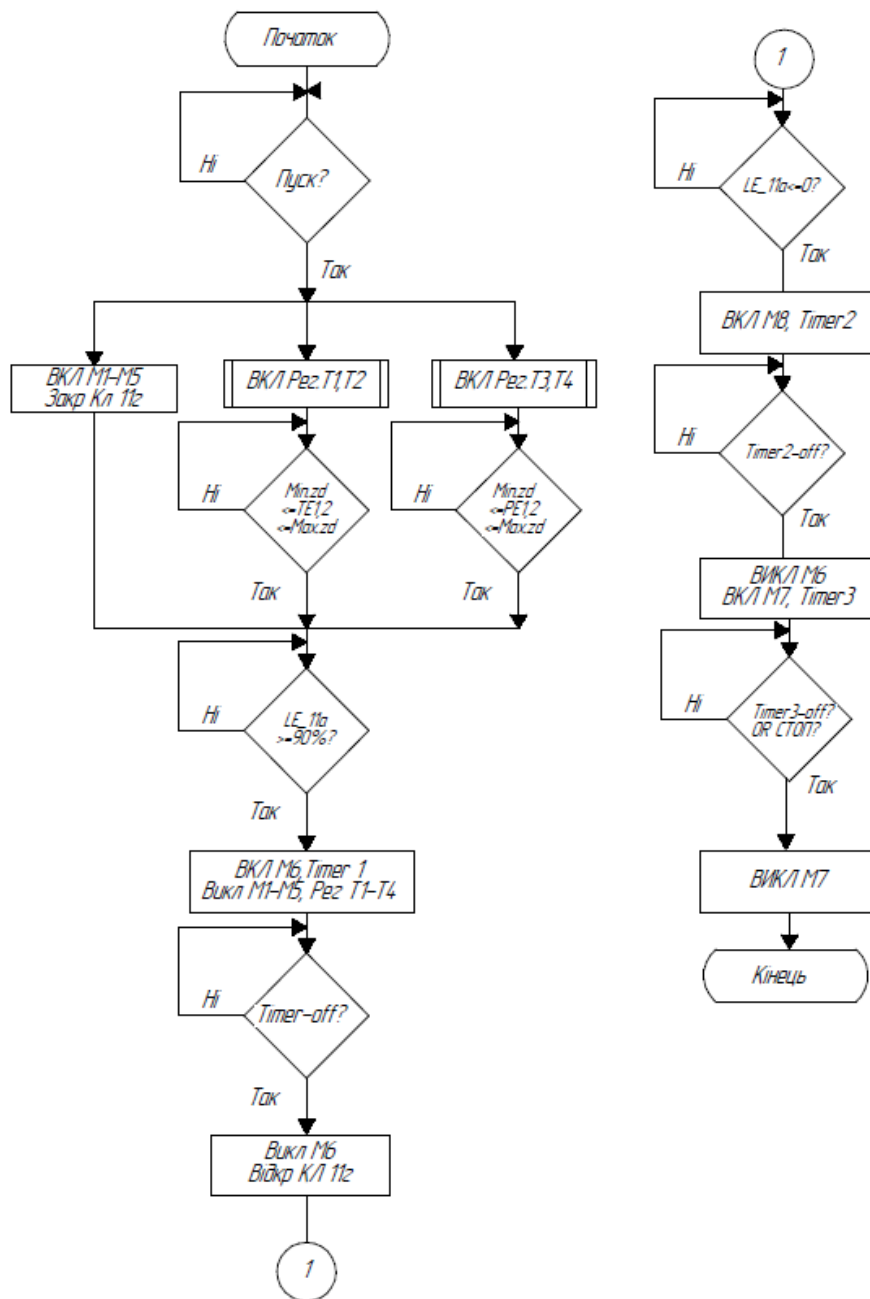 Початок
Ні
Пуск?
Так
ВКЛ М1-М5
Закр Кл 11г
ВКЛ Рег.Т1,Т2
ВКЛ Рег.Т3,Т4
Ні
Min.zd
<=TE1,2
<=Max.zd
Так
Ні
Min.zd
<=PE1,2
<=Max.zd
Так
Ні
LE_11a
>=90%?
Так
ВКЛ М6,Timer 1
Викл М1-М5, Рег Т1-Т4
Ні
Timer-off?
Так
Викл М6
Відкр КЛ 11г
1
1
Ні
LE_11a<=0?
Так
ВКЛ М8, Timer2
Ні
Timer2-off?
Так
ВИКЛ М6
ВКЛ М7, Timer3
Ні
Timer3-off?
OR СТОП?
Так
ВИКЛ М7
Кінець